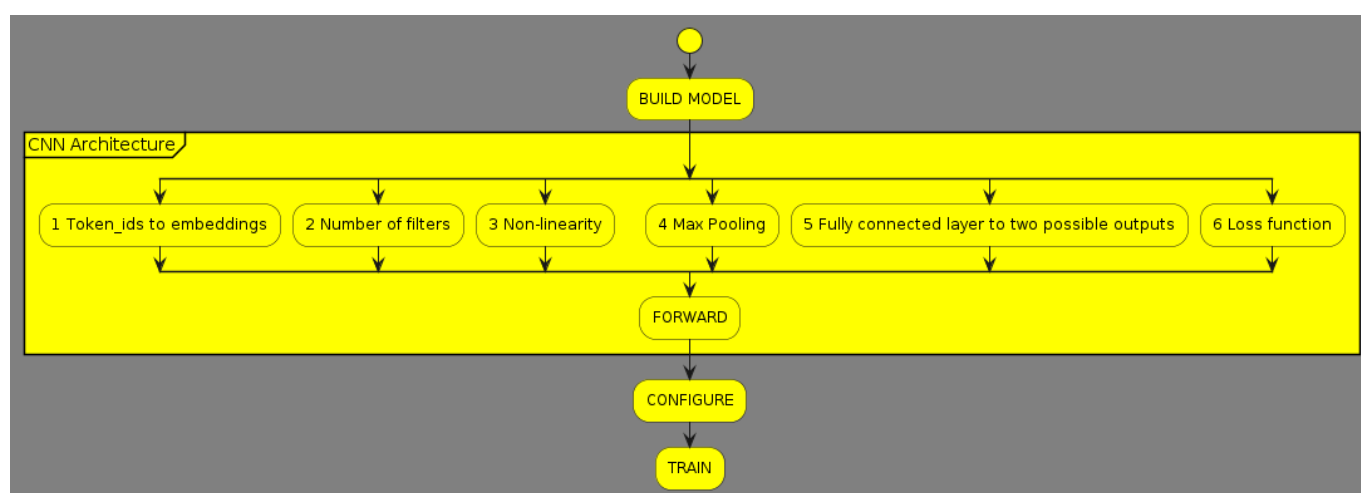 BUILD MODEL
CNN Architecture
1 Token_ids to embeddings
2 Number of filters
3 Non-linearity
4 Max Pooling
5 Fully connected layer to two possible outputs
6 Loss function
FORWARD
CONFIGURE
TRAIN